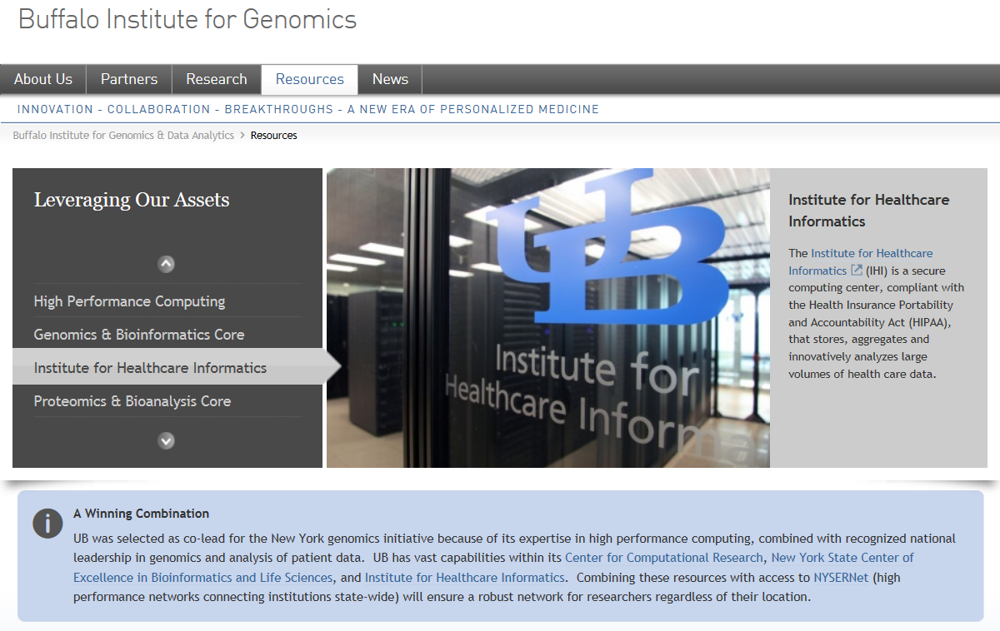 Buffalo Institute for Genomics
About Us Partners Research Resources News
INNOVATION - COLLABORATION - BREAKTHROUGHS - A NEW ERA OF PERSONALIZED MEDICINE
Buffalo Institute for Genomics & Data Analytics > Resources
Leveraging Our Assets
High Performance Computing
Genomics & Bioinformatics Core
Institute for Healthcare Informatics
Proteomics & Bioanalysis Core
UB
Institute for
Healthcare Informa
Institute for Healthcare
Informatics
The Institute for Healthcare
Informatics (IHI) is a secure
computing center, compliant with
the Health Insurance Portability
and Accountability Act (HIPAA),
that stores, aggregates and
innovatively analyzes large
volumes of health care data.
A Winning Combination
UB was selected as co-lead for the New York genomics initiative because of its expertise in high performance computing, combined with recognized national
leadership in genomics and analysis of patient data. UB has vast capabilities within its Center for Computational Research, New York State Center of
Excellence in Bioinformatics and Life Sciences, and Institute for Healthcare Informatics. Combining these resources with access to NYSERNet (high
performance networks connecting institutions state-wide) will ensure a robust network for researchers regardless of their location.